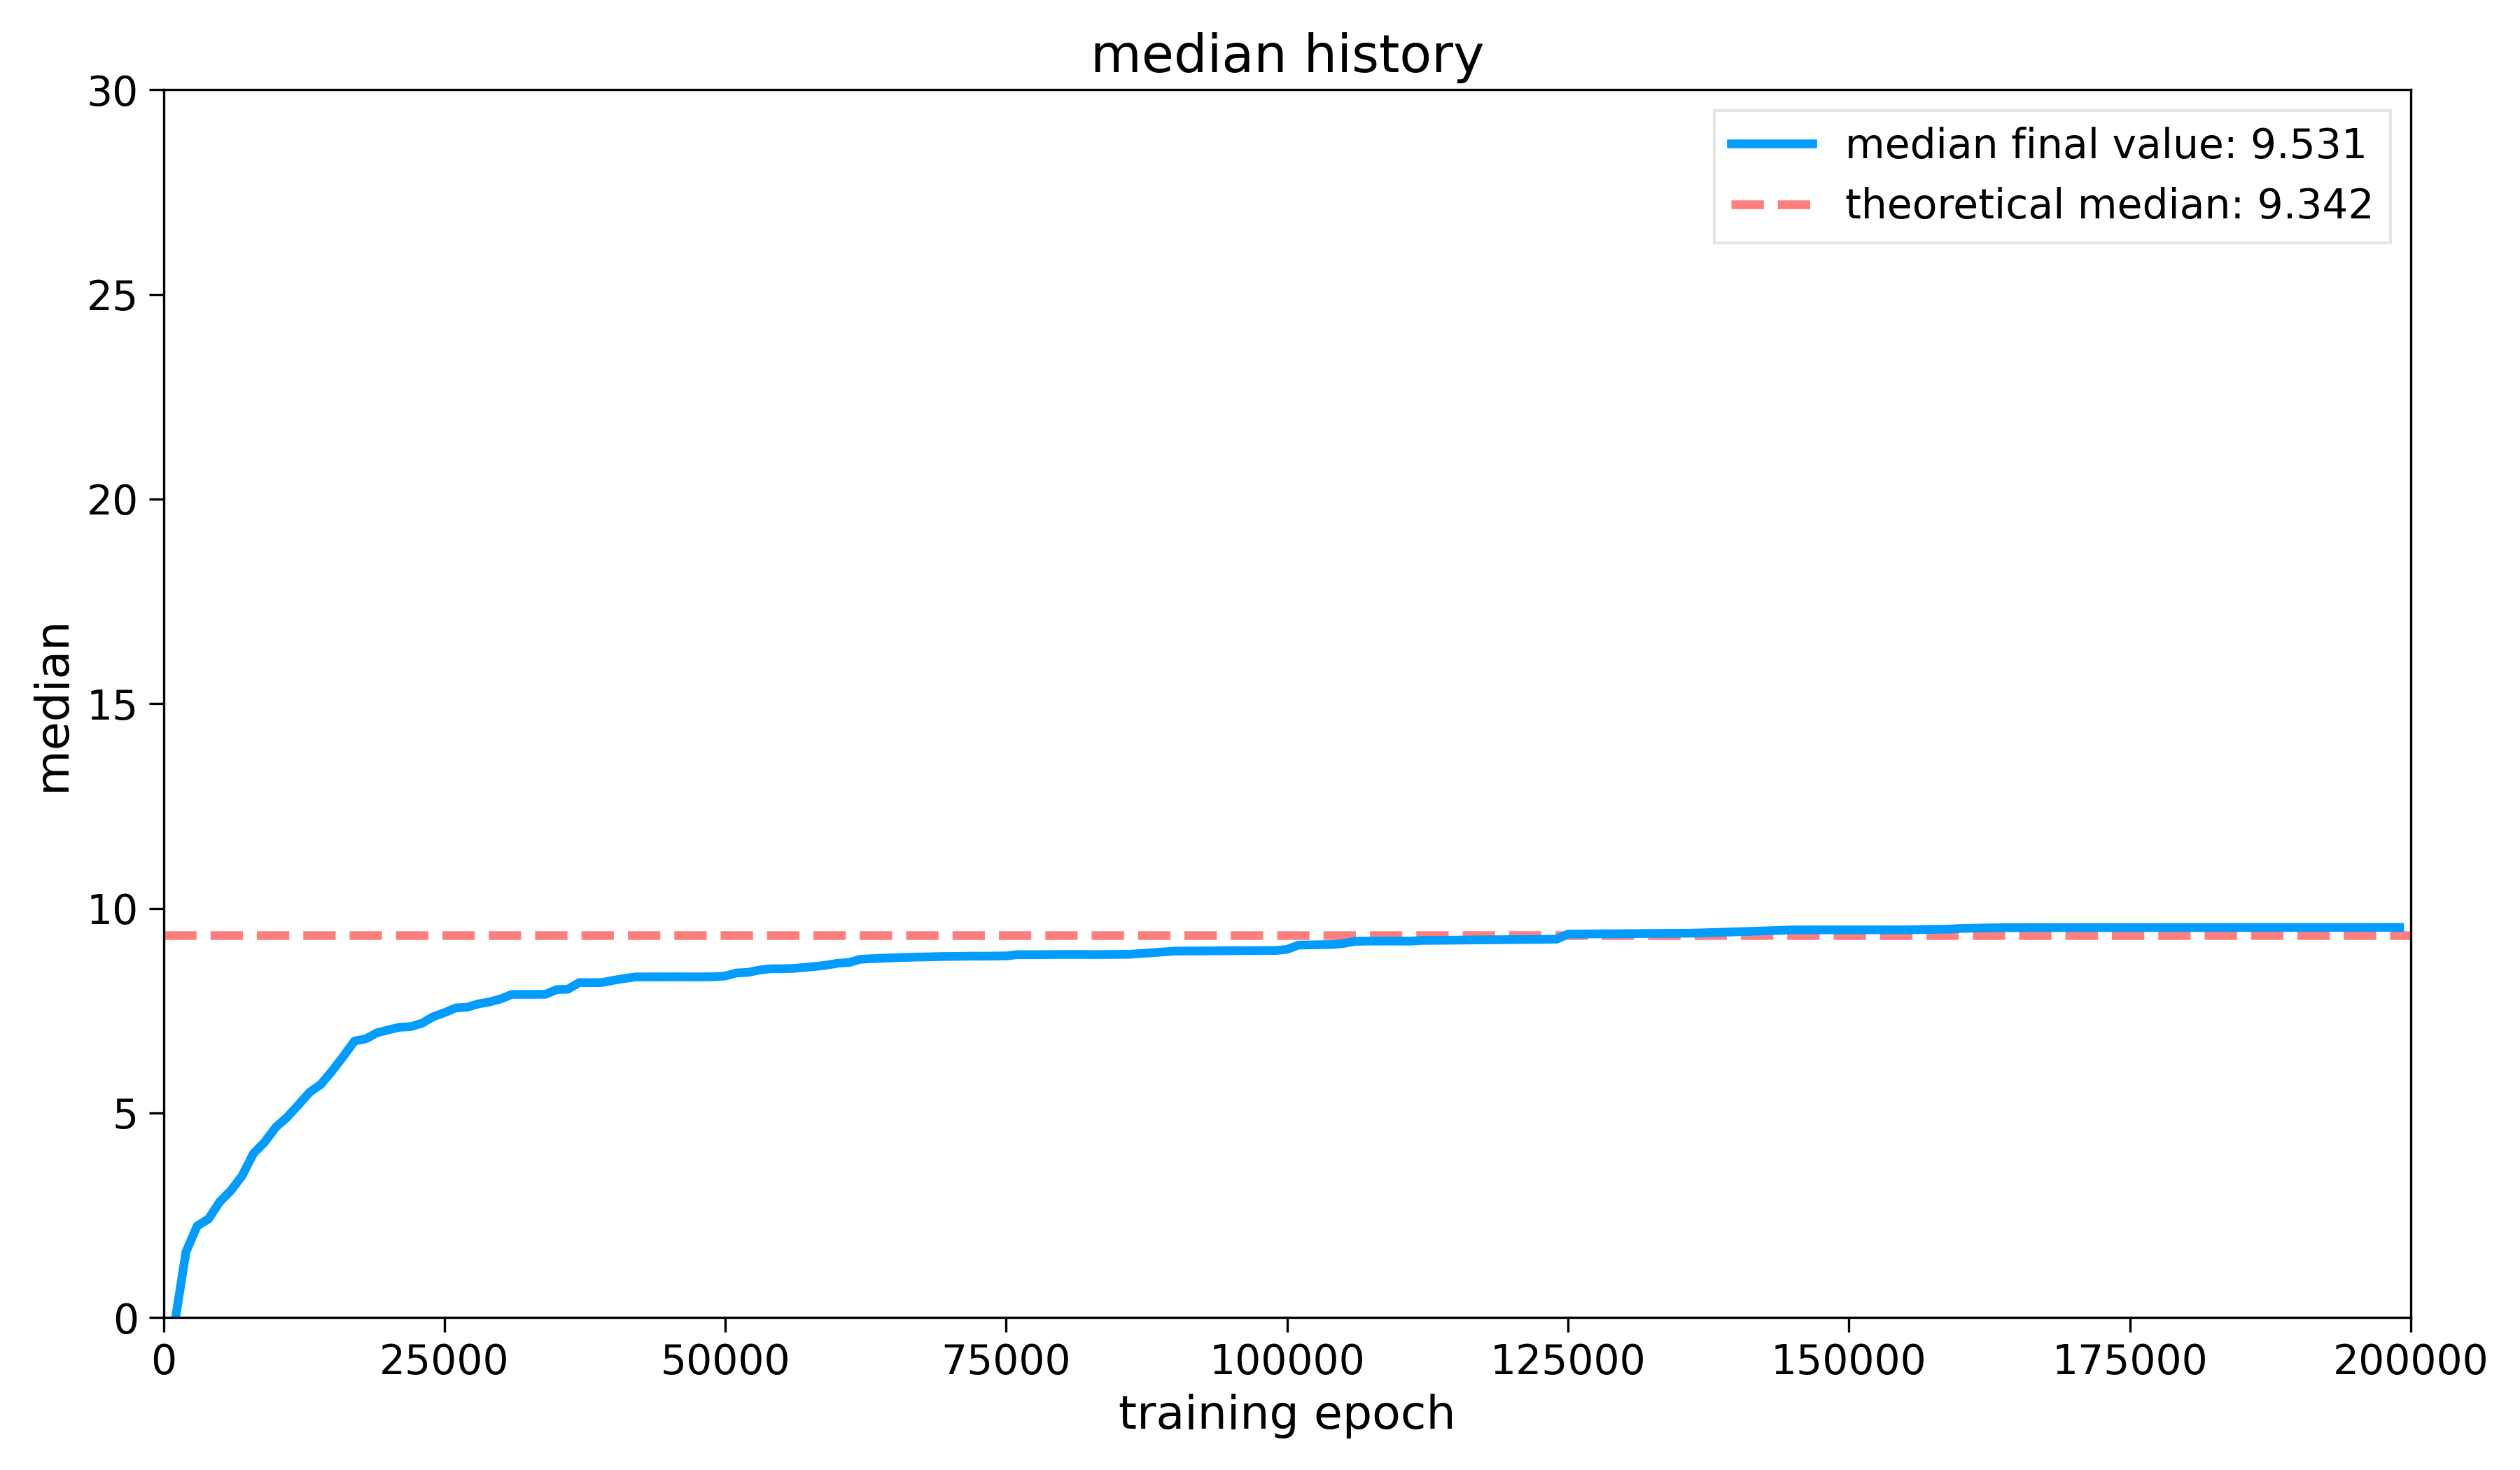 median history
30
25
20
15
10
5
0
median
median final value: 9.531
theoretical median: 9.342
0 25000 50000 75000 100000 125000 150000 175000 200000
training epoch